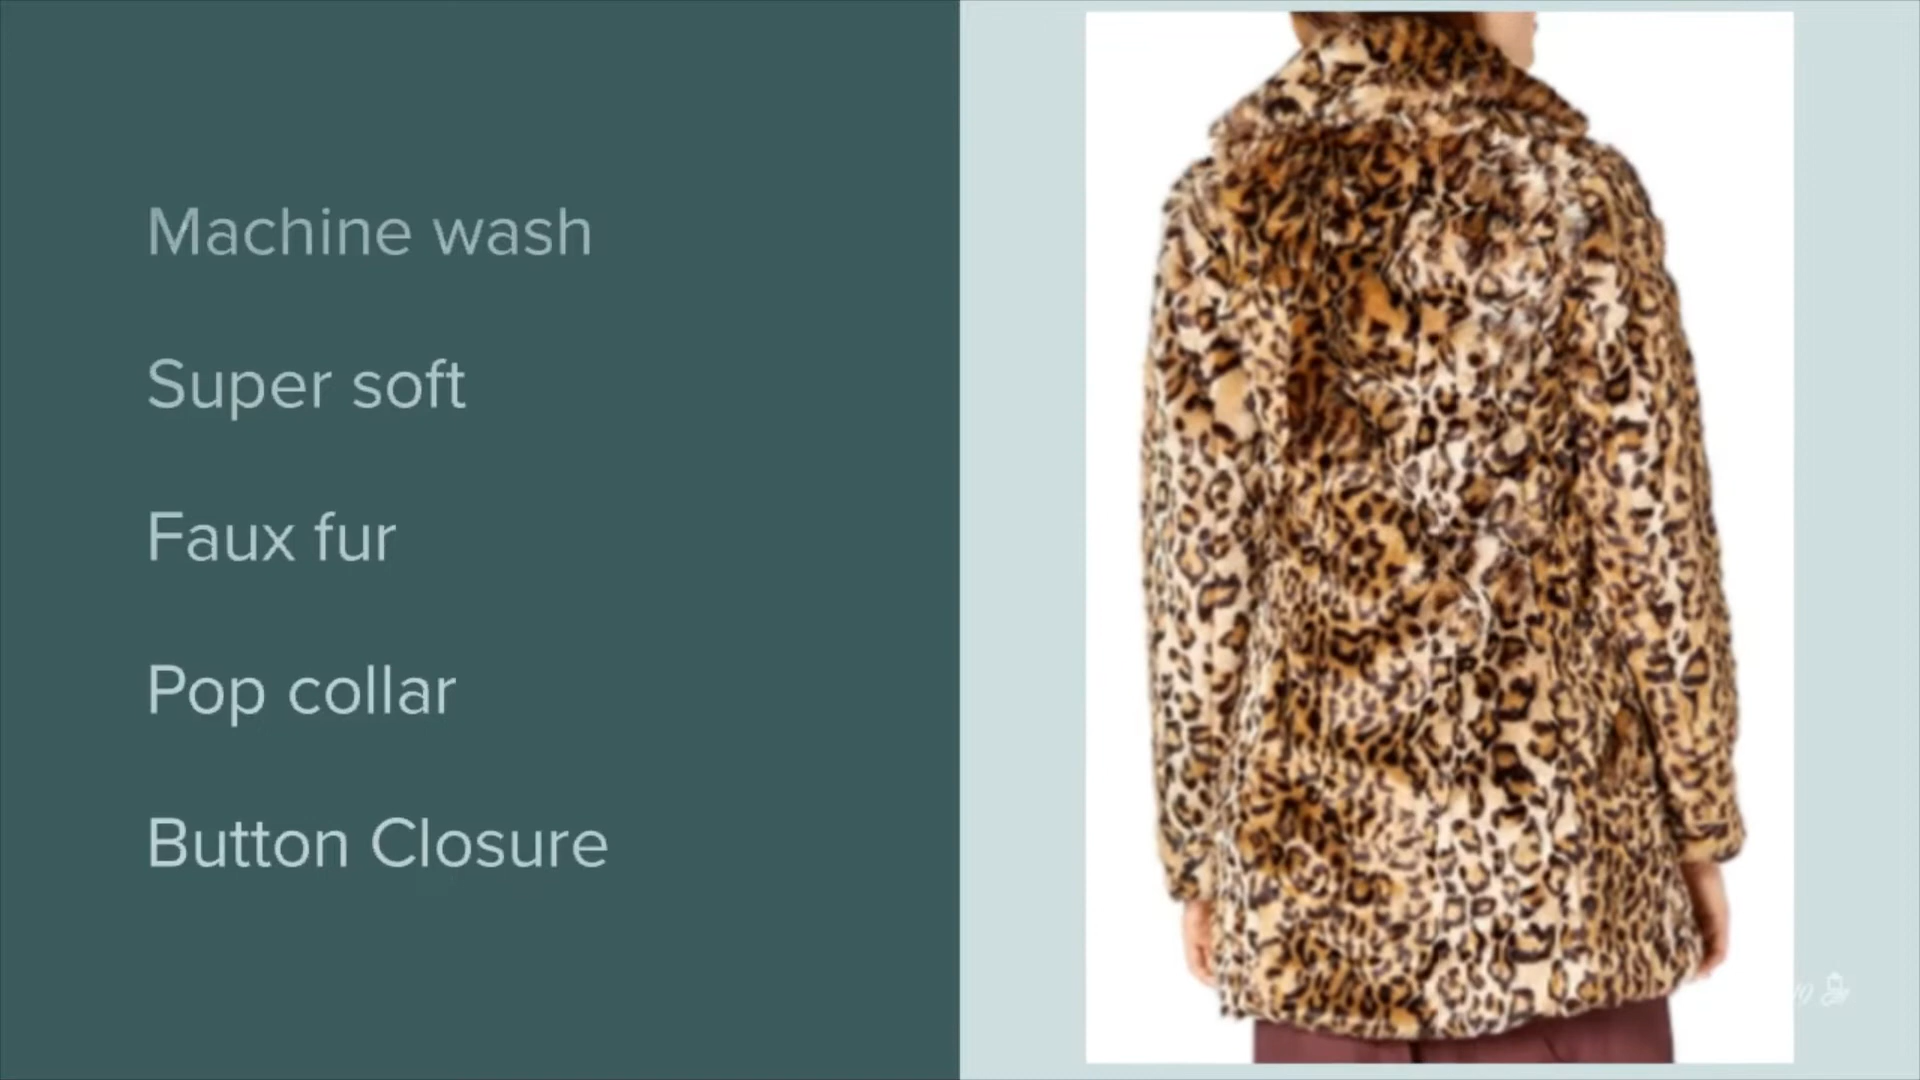 Machine wash
Super soft
Faux fur
Pop collar
Button Closure